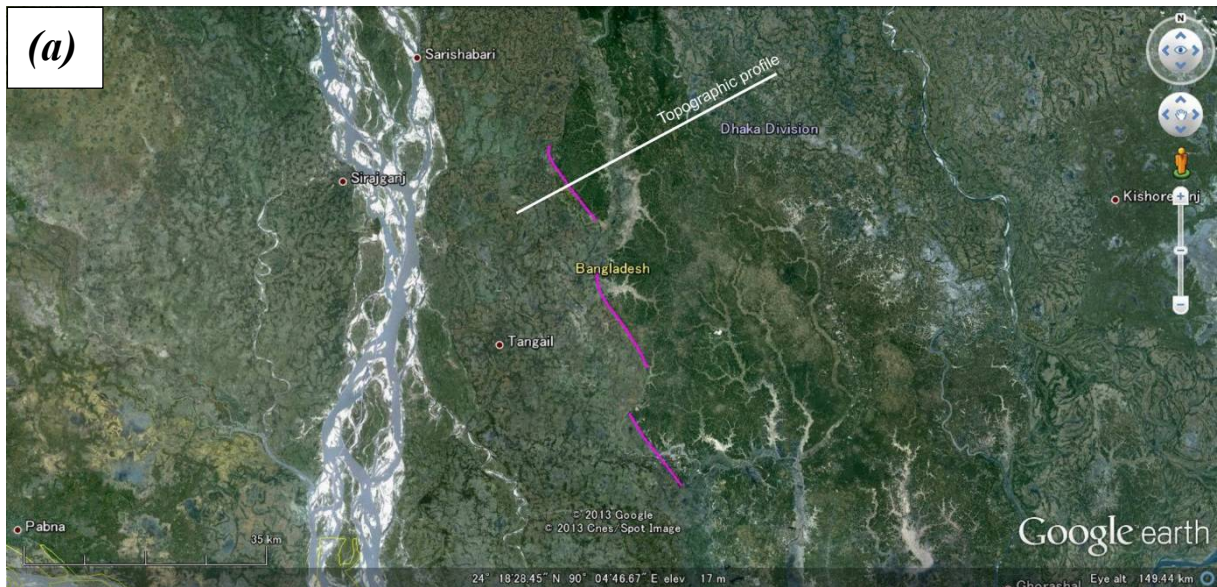 (a)
N
Sarishabari
Topographic profile
Dhaka Division
Sirajganj
Bangladesh
Tangail
© 2013 Google
© 2013 Cnes/Spot Image
Google earth
Pabna
35 km
24° 18'28.45" N 90° 04'46.67" E elev 17 m
Eye alt 149.44 km